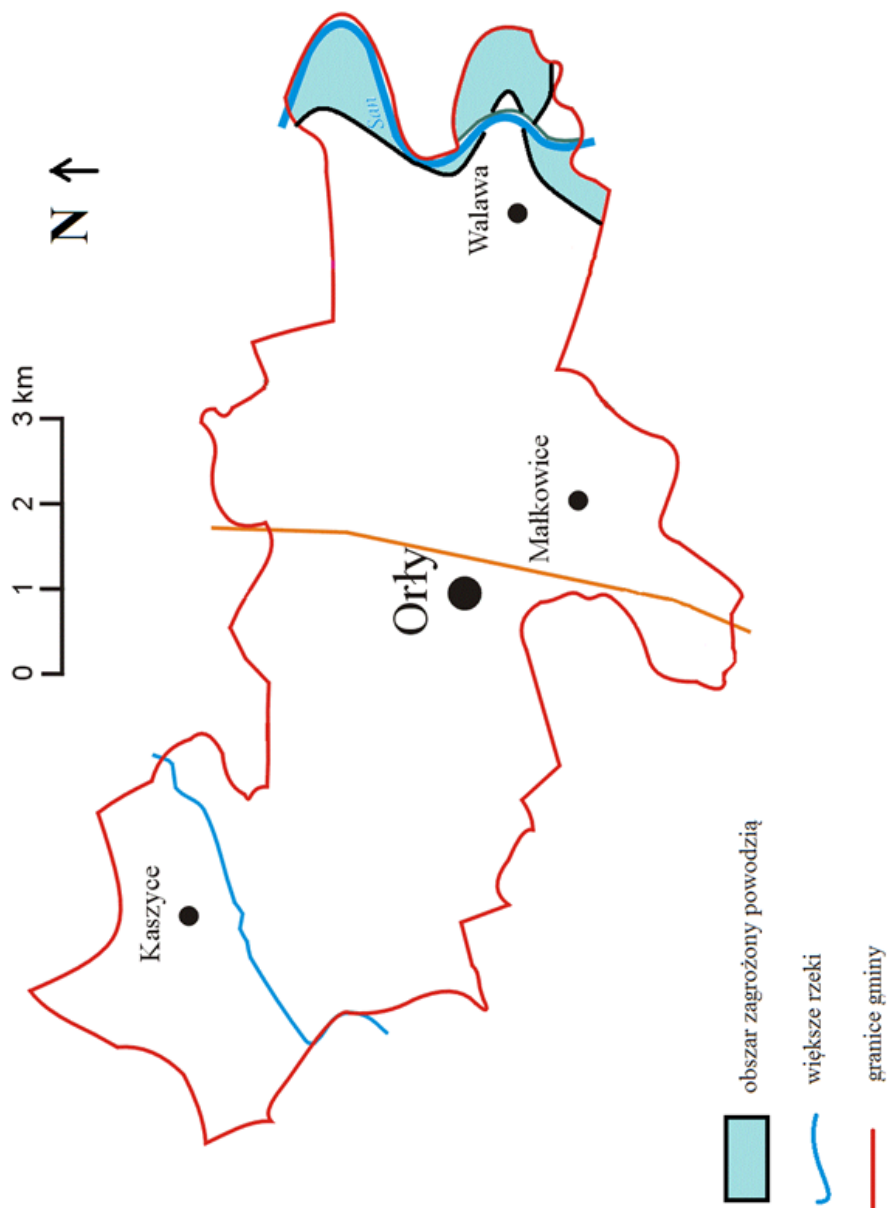 N
0 1 2 3 km
Kaszyce
Orły
Małkowice
Walawa
San
obszar zagrożony powodzią
większe rzeki
granice gminy